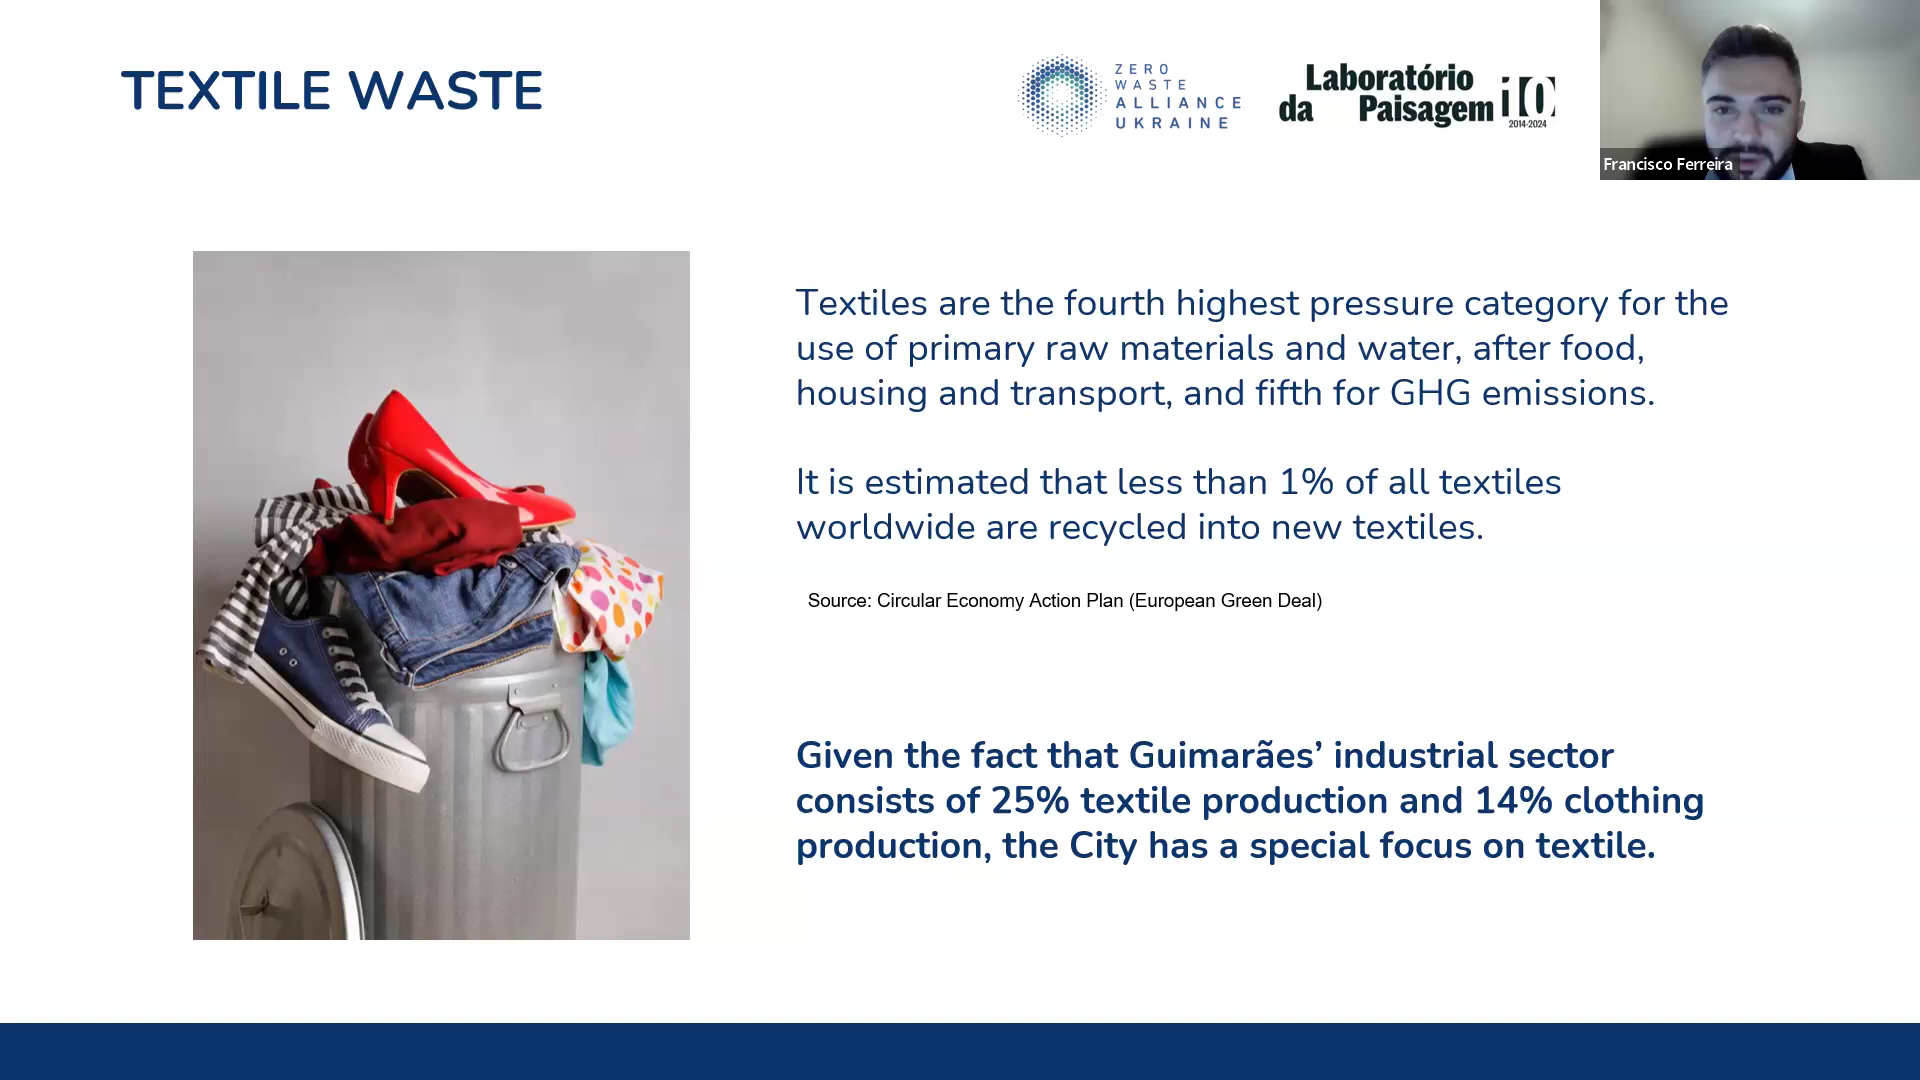 TEXTILE WASTE
ZERO
WASTE
ALLIANCE
UKRAINE
Laboratório
da Paisagem
10
2014-2024
Francisco Ferreira
Textiles are the fourth highest pressure category for the
use of primary raw materials and water, after food,
housing and transport, and fifth for GHG emissions.
It is estimated that less than 1% of all textiles
worldwide are recycled into new textiles.
Source: Circular Economy Action Plan (European Green Deal)
Given the fact that Guimarães’ industrial sector
consists of 25% textile production and 14% clothing
production, the City has a special focus on textile.